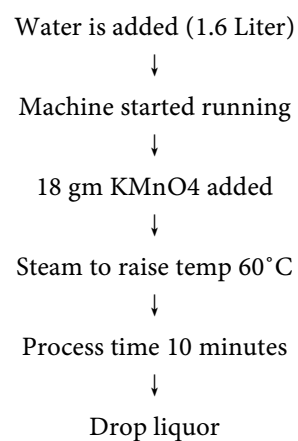 Water is added (1.6 Liter)
↓
Machine started running
↓
18 gm KMnO4 added
↓
Steam to raise temp 60˚C
↓
Process time 10 minutes
↓
Drop liquor